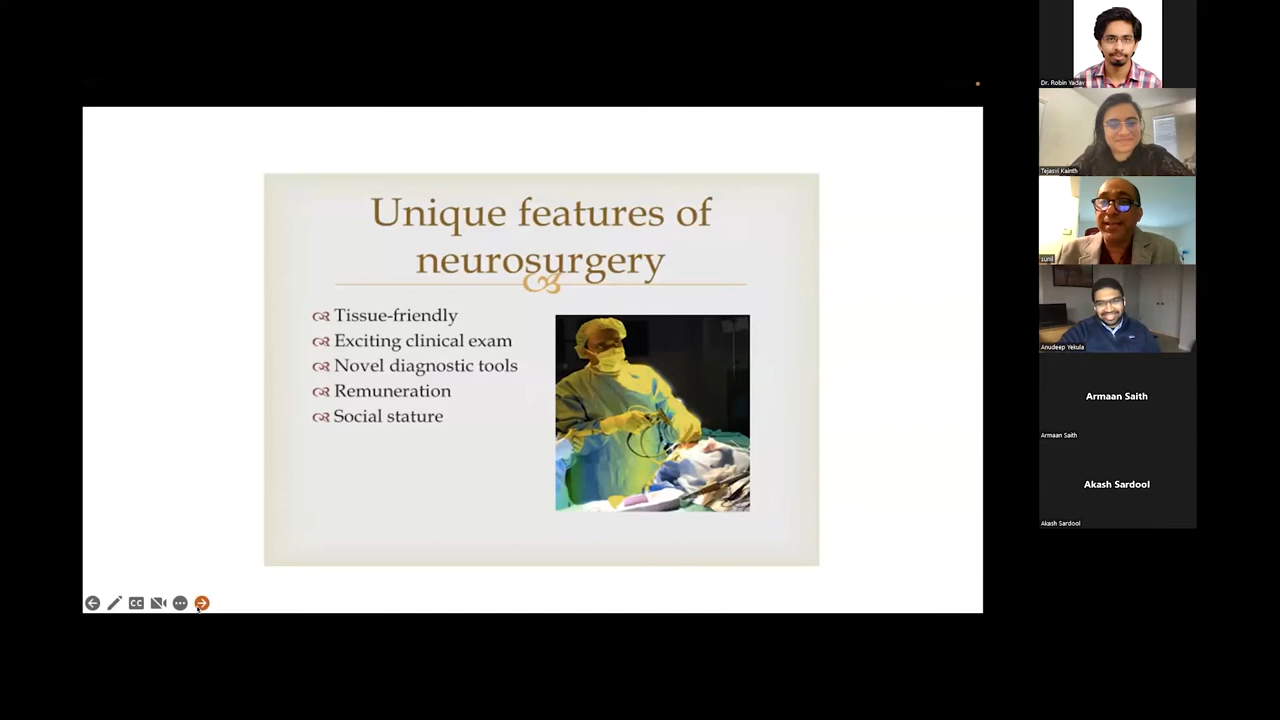 Unique features of
neurosurgery
Tissue-friendly
Exciting clinical exam
Novel diagnostic tools
Remuneration
Social stature
CC
Dr. Robin Yadav
Tejasvi Kainth
sunil
Anudeep Yekula
Armaan Saith
Armaan Saith
Akash Sardool
Akash Sardool